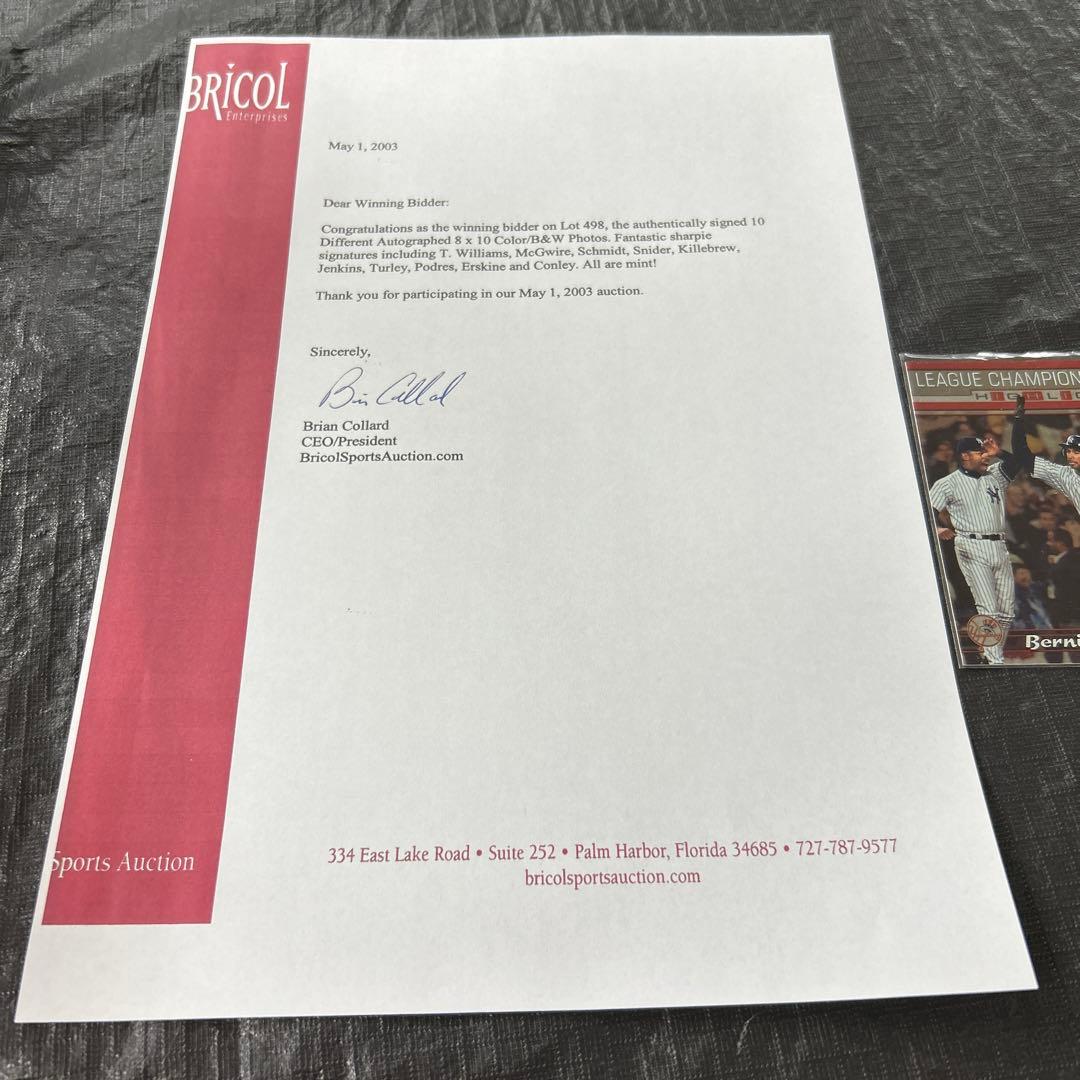 BRICOL
Enterprises
May 1, 2003
Dear Winning Bidder:
Congratulations as the winning bidder on Lot 498, the authentically signed 10
Different Autographed 8 x 10 Color/B&W Photos. Fantastic sharpie
signatures including T. Williams, McGwire, Schmidt, Snider, Killebrew,
Jenkins, Turley, Podres, Erskine and Conley. All are mint!
Thank you for participating in our May 1, 2003 auction.
Sincerely,
Brian Collard
CEO/President
BricolSportsAuction.com
Sports Auction
334 East Lake Road • Suite 252 • Palm Harbor, Florida 34685 • 727-787-9577
bricolsportsauction.com
LEAGUE CHAMPION
HIGHLIG
Berni